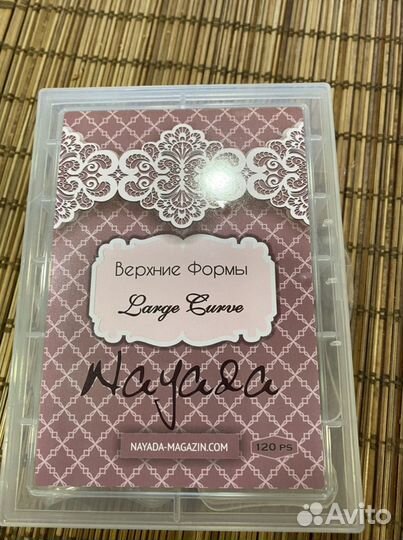 Верхние Формы
Large Curve
Nayada
NAYADA-MAGAZIN.COM
120 PS
Avito